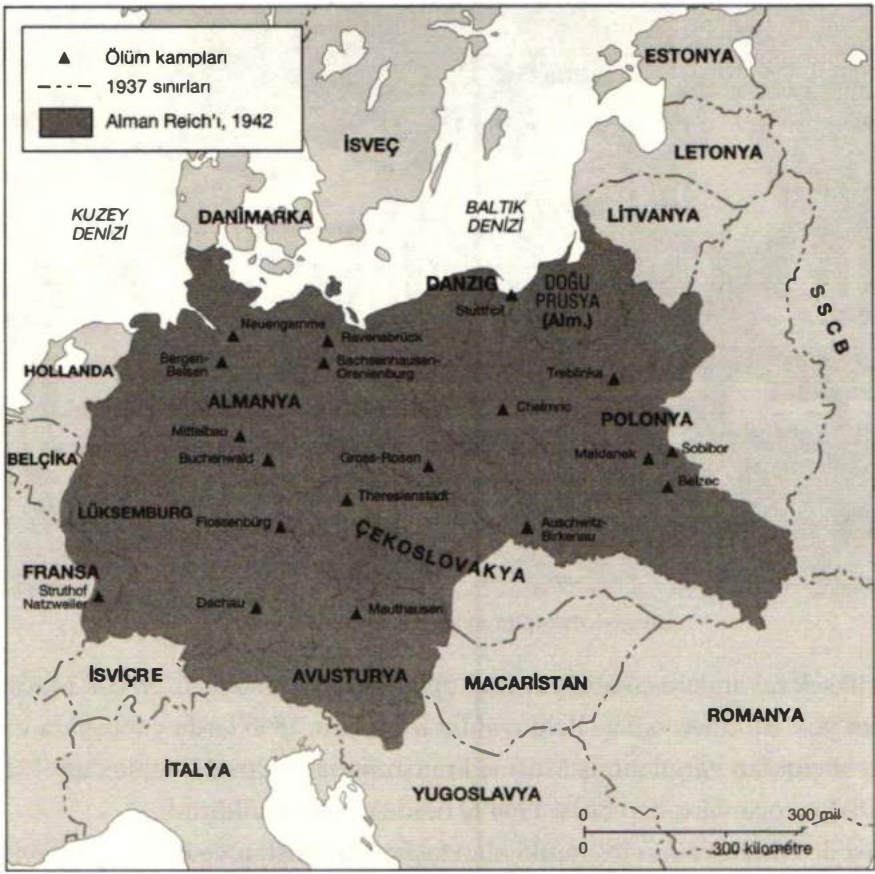 Ölüm kampları
1937 sınırları
Alman Reich'ı, 1942
ESTONYA
LETONYA
İSVEÇ
LİTVANYA
KUZEY
DENİZİ
DANİMARKA
BALTIK
DENİZİ
SSCB
DANZIG
DOĞU
PRUSYA
(Alm.)
Stutthof
Neuengamme
Ravensbrück
Bergen-
Belsen
Sachsenhausen-
Oranienburg
HOLLANDA
Treblinka
ALMANYA
Chelmno
POLONYA
Mittelbau
Buchenwald
Gross-Rosen
Maidanek
Sobibor
BELÇİKA
Belzec
Theresienstadt
LÜKSEMBURG
Flossenbürg
ÇEKOSLOVAKYA
Auschwitz-
Birkenau
FRANSA
Struthof
Natzweiler
Dachau
Mauthausen
İSVİÇRE
AVUSTURYA
MACARİSTAN
ROMANYA
İTALYA
YUGOSLAVYA
0 300 mil
0 300 kilometre